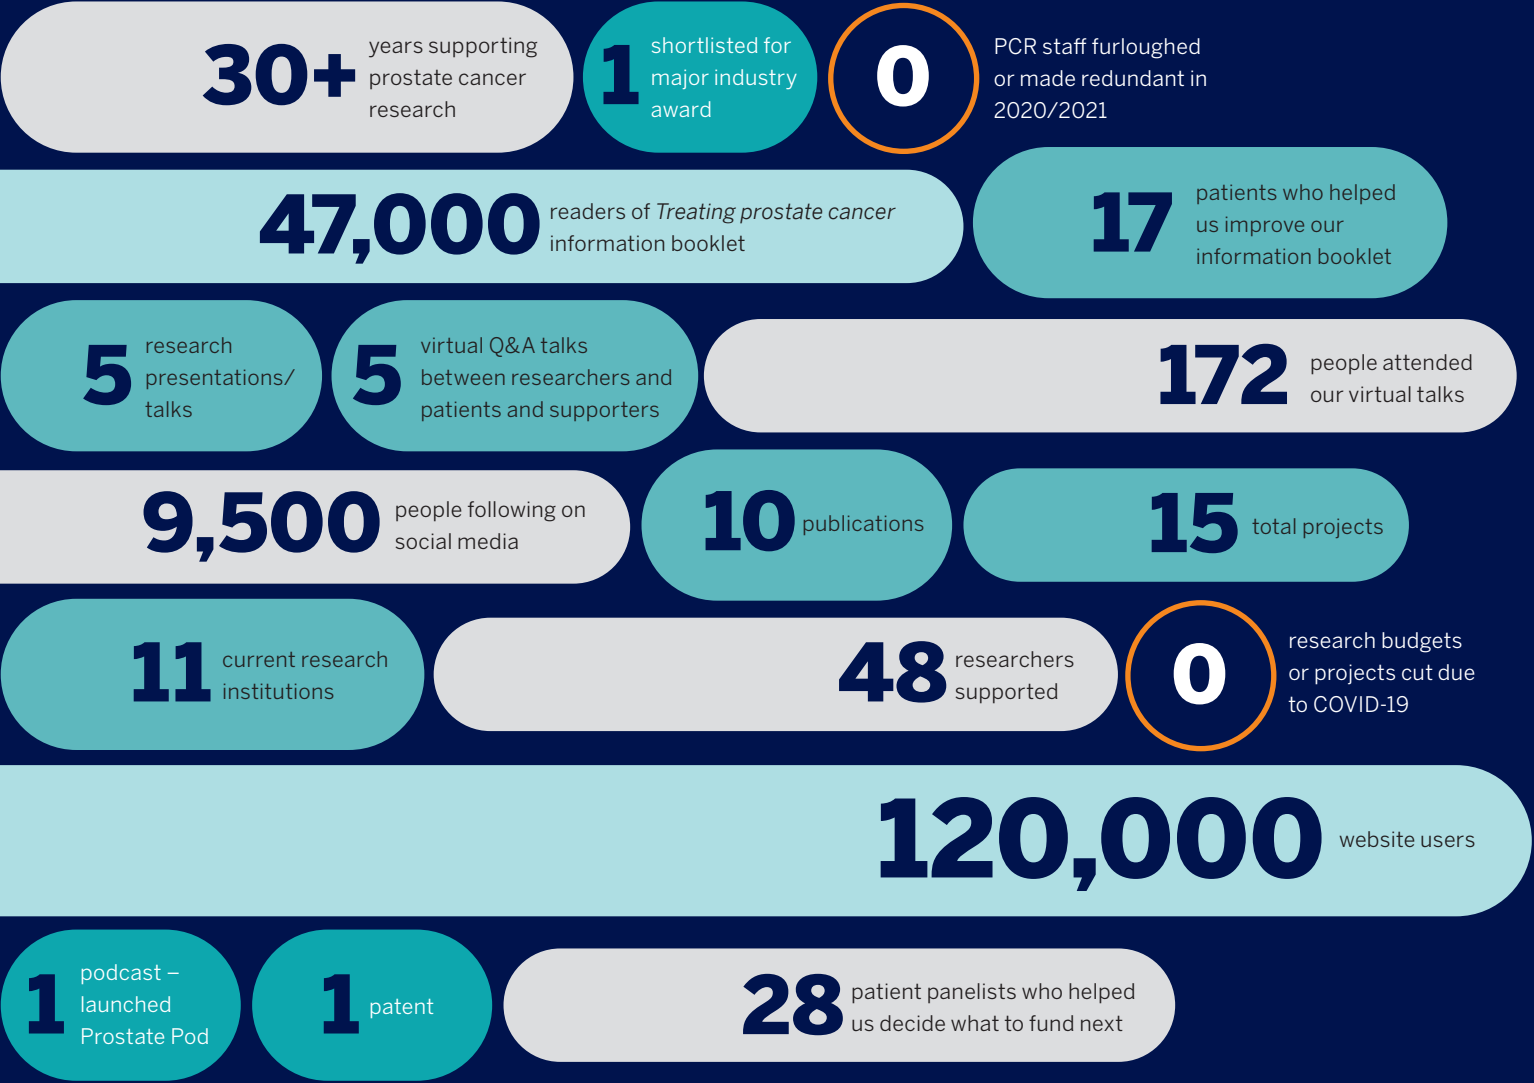 30+
years supporting
prostate cancer
research
1
shortlisted for
major industry
award
0
PCR staff furloughed
or made redundant in
2020/2021
47,000
readers of Treating prostate cancer
information booklet
17
patients who helped
us improve our
information booklet
5
research
presentations/
talks
5
virtual Q&A talks
between researchers and
patients and supporters
172
people attended
our virtual talks
9,500
people following on
social media
10
publications
15
total projects
11
current research
institutions
48
researchers
supported
0
research budgets
or projects cut due
to COVID-19
120,000
website users
1
podcast –
launched
Prostate Pod
1
patent
28
patient panelists who helped
us decide what to fund next